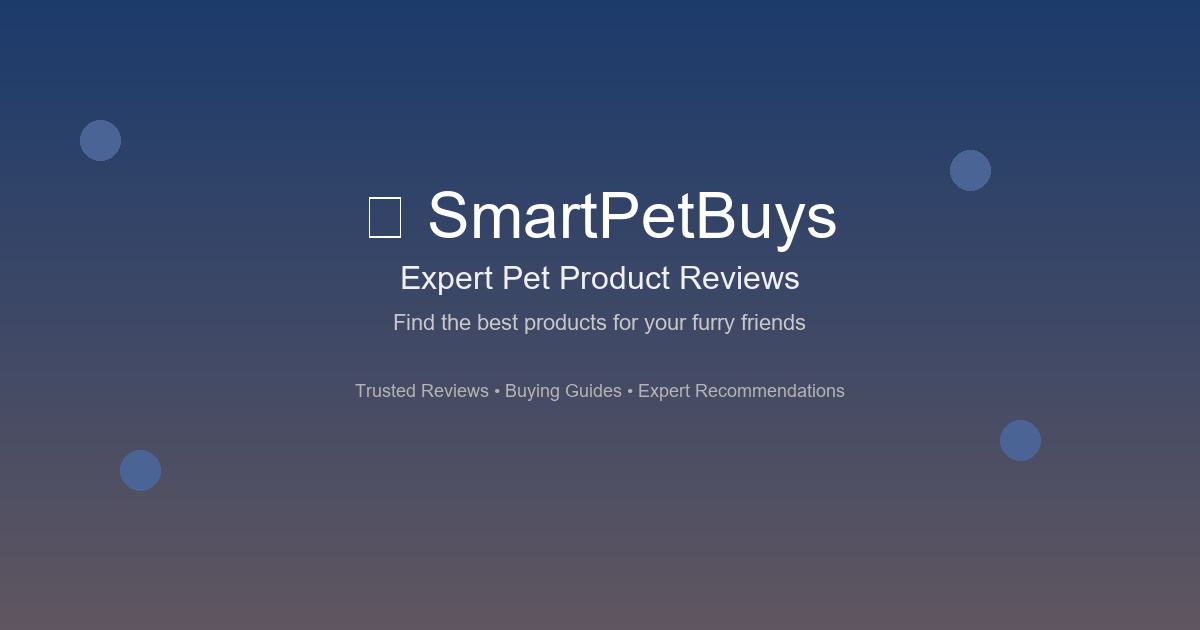 SmartPetBuys
Expert Pet Product Reviews
Find the best products for your furry friends
Trusted Reviews • Buying Guides • Expert Recommendations